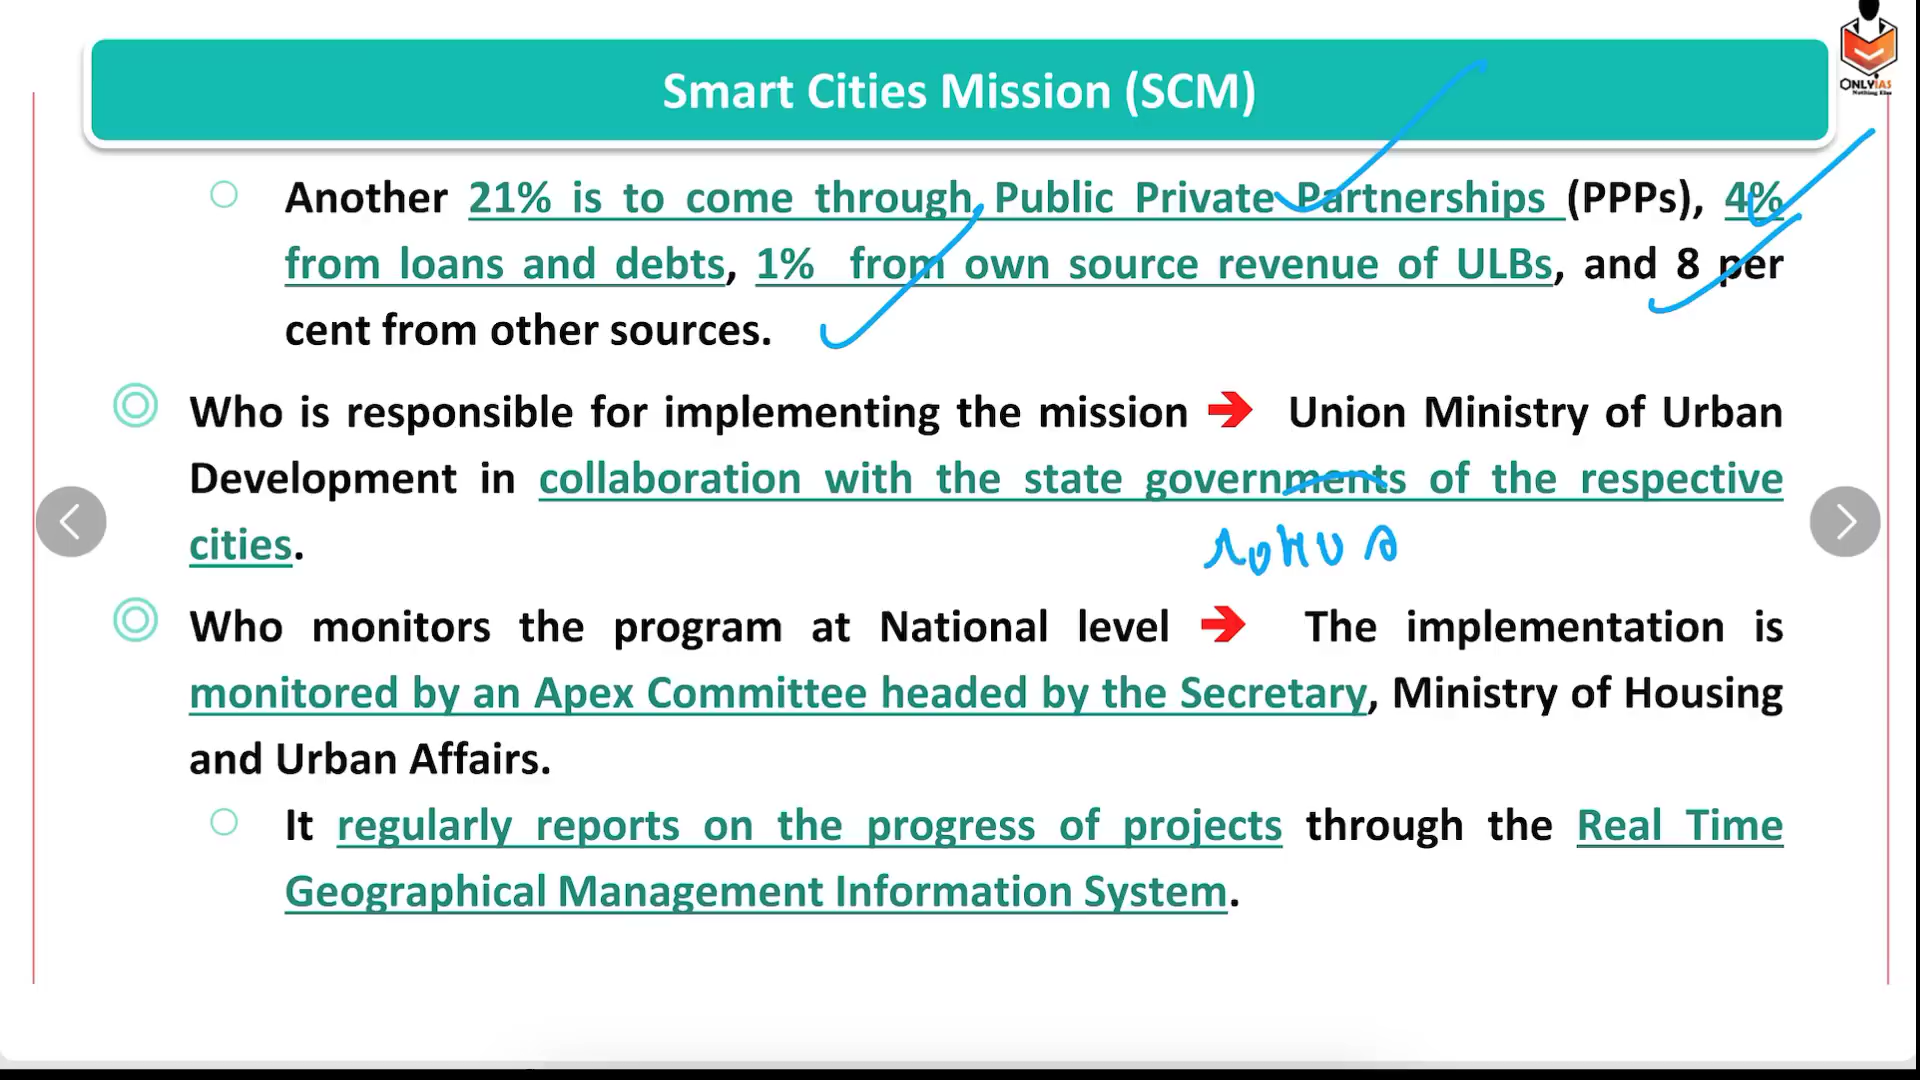 Smart Cities Mission (SCM)
ONLYIAS
Nothing Else
Another 21% is to come through Public Private Partnerships (PPPs), 4%
from loans and debts, 1% from own source revenue of ULBs, and 8 per
cent from other sources.
Who is responsible for implementing the mission ➔ Union Ministry of Urban
Development in collaboration with the state governments of the respective
cities.
MoHUA
Who monitors the program at National level ➔ The implementation is
monitored by an Apex Committee headed by the Secretary, Ministry of Housing
and Urban Affairs.
It regularly reports on the progress of projects through the Real Time
Geographical Management Information System.